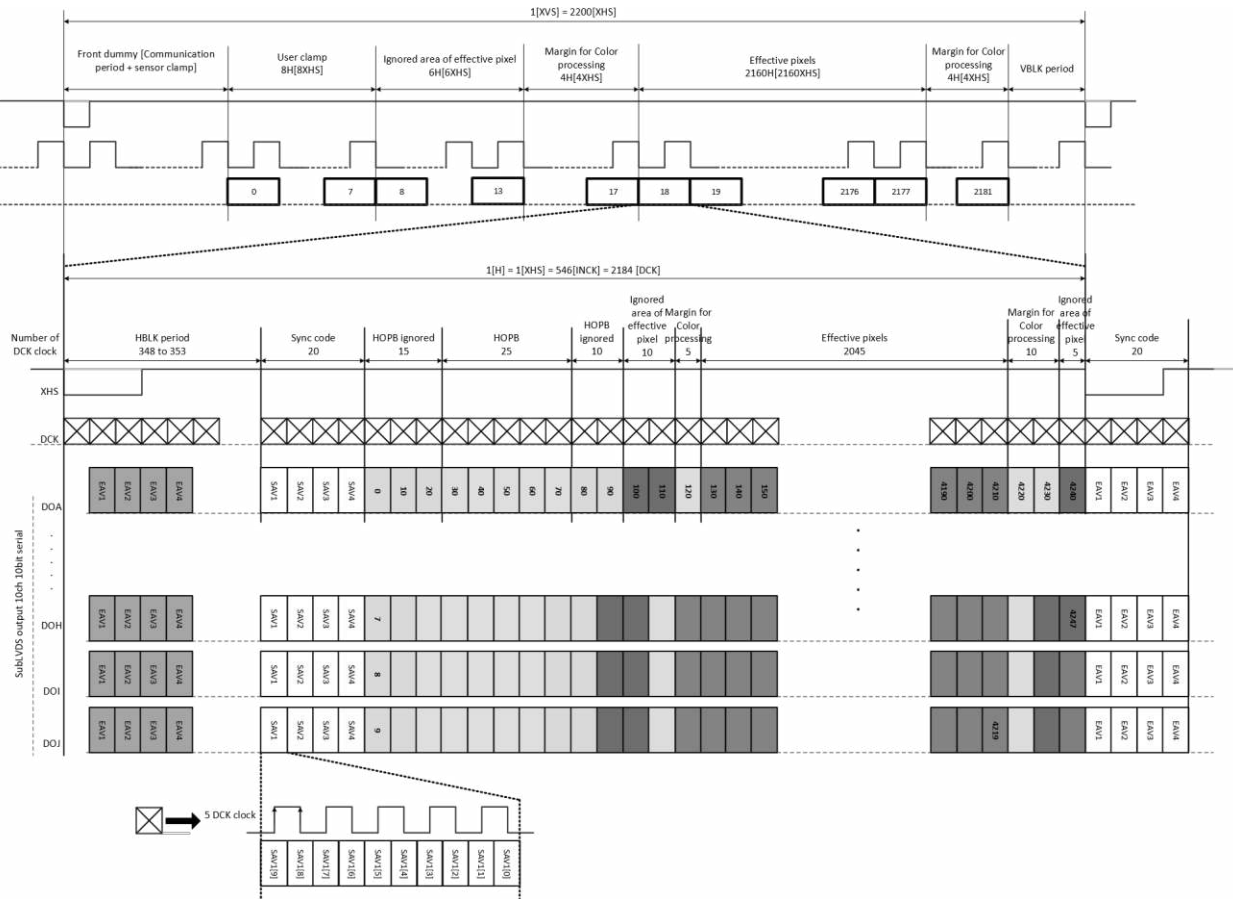 1[XVS] = 2200[XHS]
Front dummy [Communication
period + sensor clamp]
User clamp
8H[8XHS]
Ignored area of effective pixel
6H[6XHS]
Margin for Color
processing
4H[4XHS]
Effective pixels
2160H[2160XHS]
Margin for Color
processing
4H[4XHS]
VBLK period
0 7 8 13 17 18 19 2176 2177 2181
1[H] = 1[XHS] = 546[INCK] = 2184 [DCK]
Number of
DCK clock
HBLK period
348 to 353
Sync code
20
HOPB ignored
15
HOPB
25
HOPB
ignored
10
Ignored
area of
effective
pixel
10
Margin for
Color
processing
5
Effective pixels
2045
Margin for
Color
processing
10
Ignored
area of
effective
pixel
5
Sync code
20
XHS
DCK
DOA EAV1 EAV2 EAV3 EAV4 SAV1 SAV2 SAV3 SAV4 0 10 20 30 40 50 60 70 80 90 100 110 120 130 140 150 4190 4200 4210 4220 4230 4240 EAV1 EAV2 EAV3 EAV4
SubLVDS output 10ch 10bit serial
DOH EAV1 EAV2 EAV3 EAV4 SAV1 SAV2 SAV3 SAV4 7 4247 EAV1 EAV2 EAV3 EAV4
DOI EAV1 EAV2 EAV3 EAV4 SAV1 SAV2 SAV3 SAV4 8 EAV1 EAV2 EAV3 EAV4
DOJ EAV1 EAV2 EAV3 EAV4 SAV1 SAV2 SAV3 SAV4 9 4219 EAV1 EAV2 EAV3 EAV4
5 DCK clock
SAV1[9] SAV1[8] SAV1[7] SAV1[6] SAV1[5] SAV1[4] SAV1[3] SAV1[2] SAV1[1] SAV1[0]